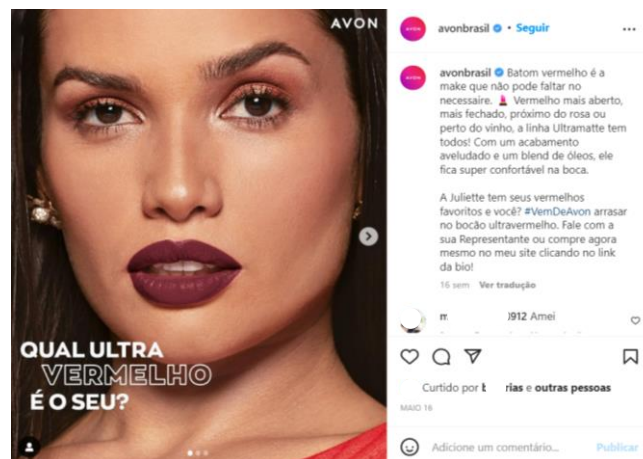 AVON
QUAL ULTRA
VERMELHO
É O SEU?
AVON
avonbrasil • Seguir
AVON
avonbrasil Batom vermelho é a
make que não pode faltar no
necessaire. 💄 Vermelho mais aberto,
mais fechado, próximo do rosa ou
perto do vinho, a linha Ultramatte tem
todos! Com um acabamento
aveludado e um blend de óleos, ele
fica super confortável na boca.
A Juliette tem seus vermelhos
favoritos e você? #VemDeAvon arrasar
no bocão ultravermelho. Fale com a
sua Representante ou compre agora
mesmo no meu site clicando no link
da bio!
16 sem Ver tradução
m 0912 Amei
Curtido por rias e outras pessoas
MAIO 16
Adicione um comentário... Publicar